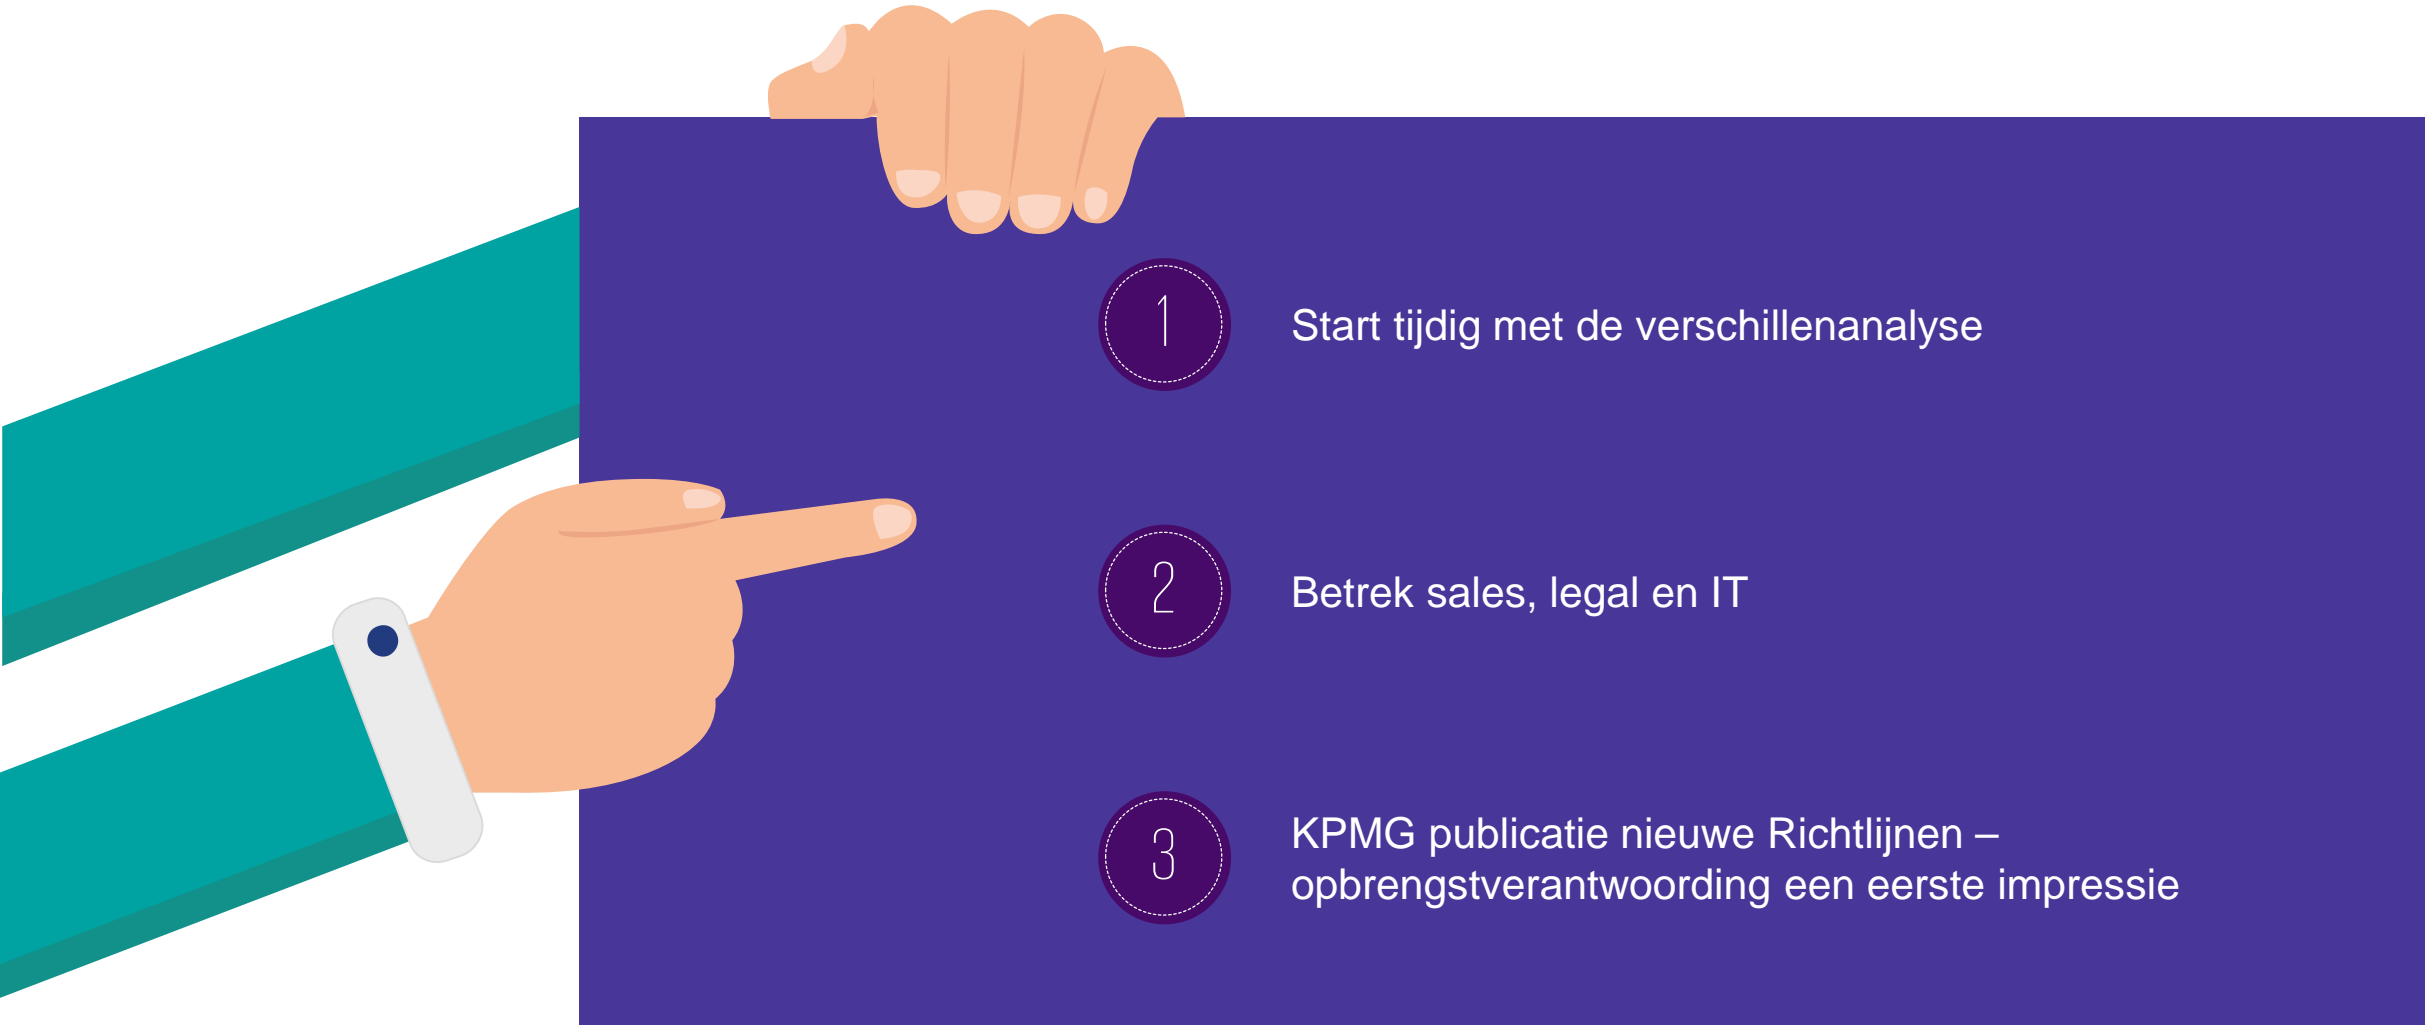 1
Start tijdig met de verschillenanalyse
2
Betrek sales, legal en IT
3
KPMG publicatie nieuwe Richtlijnen –
opbrengstverantwoording een eerste impressie